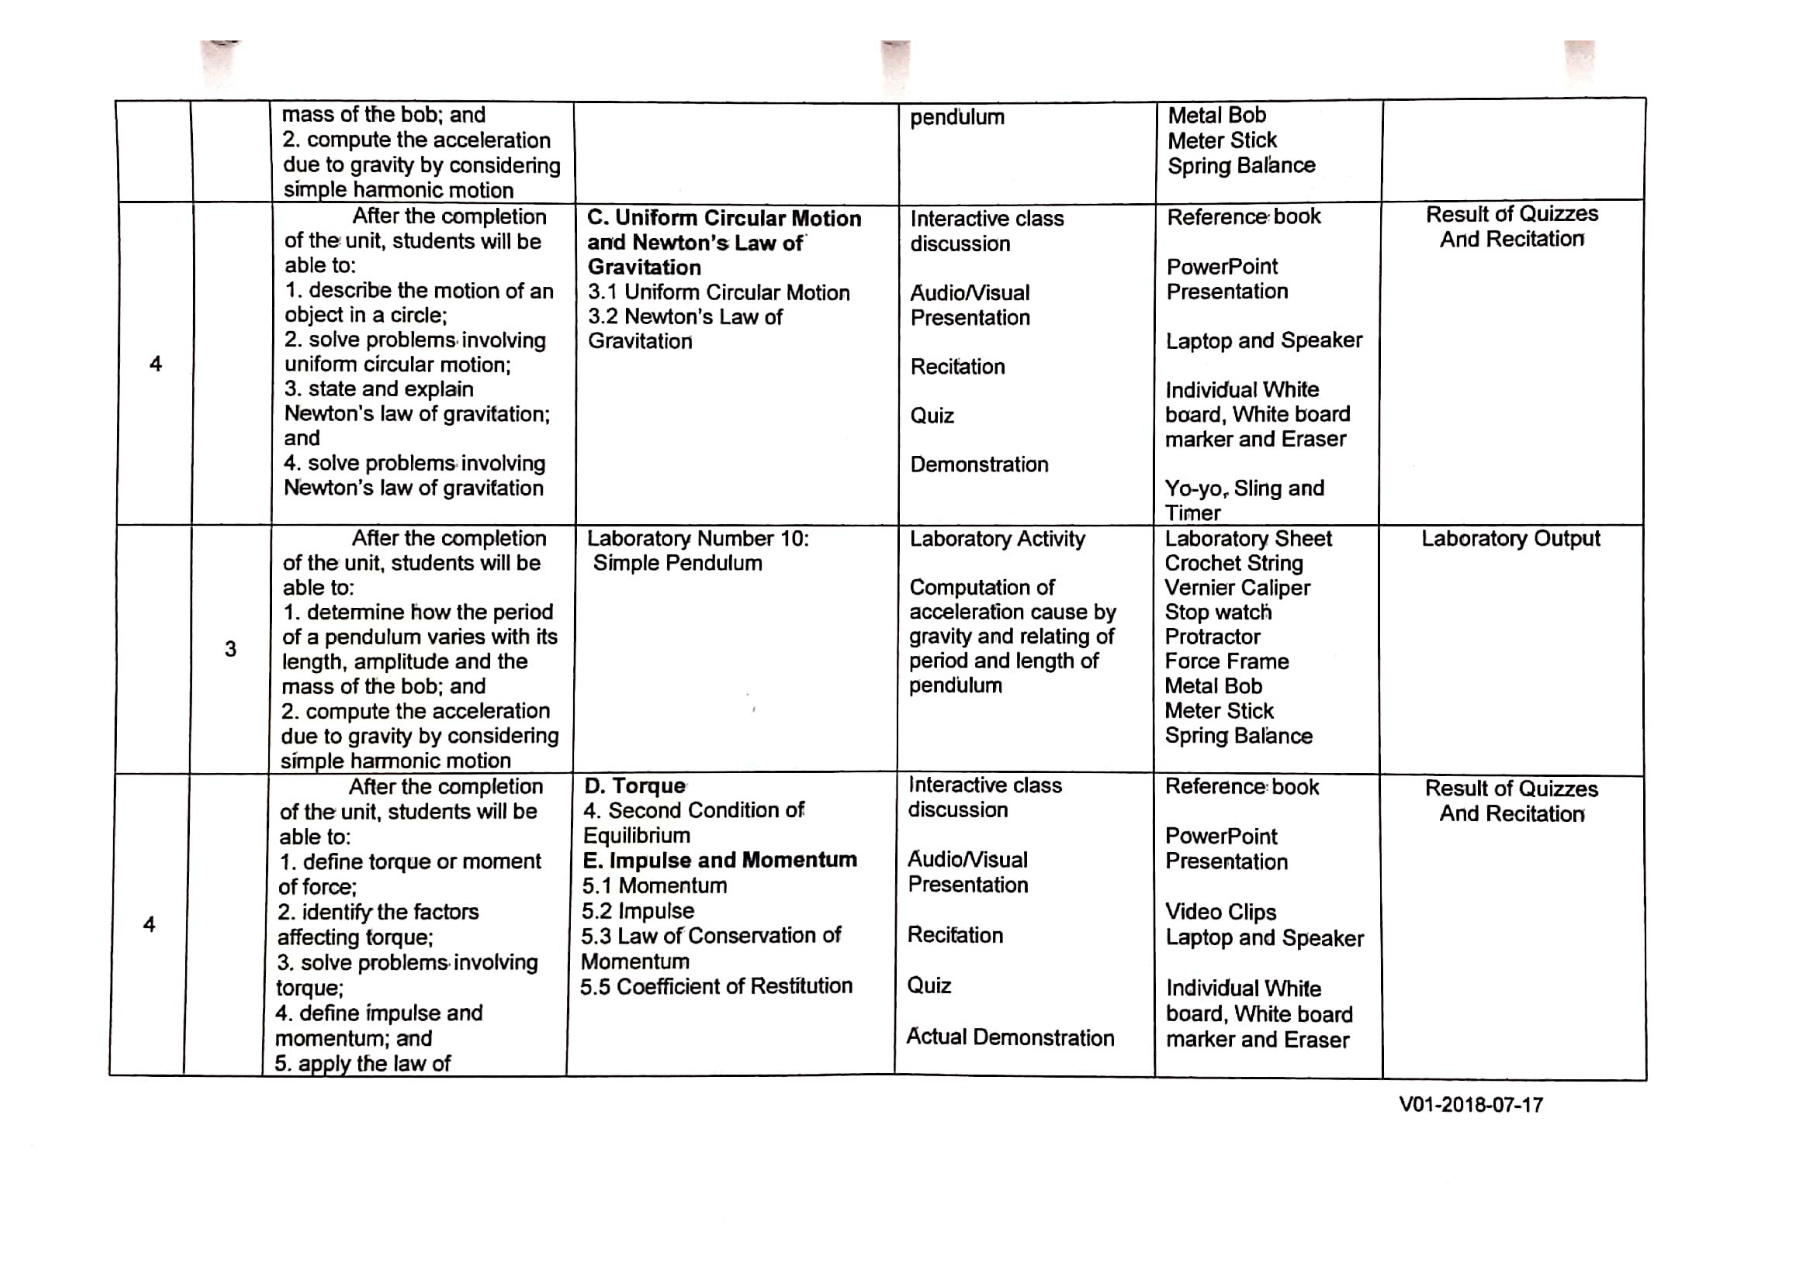 mass of the bob; and
2. compute the acceleration
due to gravity by considering
simple harmonic motion
pendulum
Metal Bob
Meter Stick
Spring Balance
4
After the completion
of the unit, students will be
able to:
1. describe the motion of an
object in a circle;
2. solve problems involving
uniform circular motion;
3. state and explain
Newton's law of gravitation;
and
4. solve problems involving
Newton's law of gravitation
C. Uniform Circular Motion
and Newton's Law of
Gravitation
3.1 Uniform Circular Motion
3.2 Newton's Law of
Gravitation
Interactive class
discussion
Audio/Visual
Presentation
Recitation
Quiz
Demonstration
Reference book
PowerPoint
Presentation
Laptop and Speaker
Individual White
board, White board
marker and Eraser
Yo-yo, Sling and
Timer
Result of Quizzes
And Recitation
3
After the completion
of the unit, students will be
able to:
1. determine how the period
of a pendulum varies with its
length, amplitude and the
mass of the bob; and
2. compute the acceleration
due to gravity by considering
simple harmonic motion
Laboratory Number 10:
Simple Pendulum
Laboratory Activity
Computation of
acceleration cause by
gravity and relating of
period and length of
pendulum
Laboratory Sheet
Crochet String
Vernier Caliper
Stop watch
Protractor
Force Frame
Metal Bob
Meter Stick
Spring Balance
Laboratory Output
4
After the completion
of the unit, students will be
able to:
1. define torque or moment
of force;
2. identify the factors
affecting torque;
3. solve problems involving
torque;
4. define impulse and
momentum; and
5. apply the law of
D. Torque
4. Second Condition of
Equilibrium
E. Impulse and Momentum
5.1 Momentum
5.2 Impulse
5.3 Law of Conservation of
Momentum
5.5 Coefficient of Restitution
Interactive class
discussion
Audio/Visual
Presentation
Recitation
Quiz
Actual Demonstration
Reference book
PowerPoint
Presentation
Video Clips
Laptop and Speaker
Individual White
board, White board
marker and Eraser
Result of Quizzes
And Recitation
V01-2018-07-17